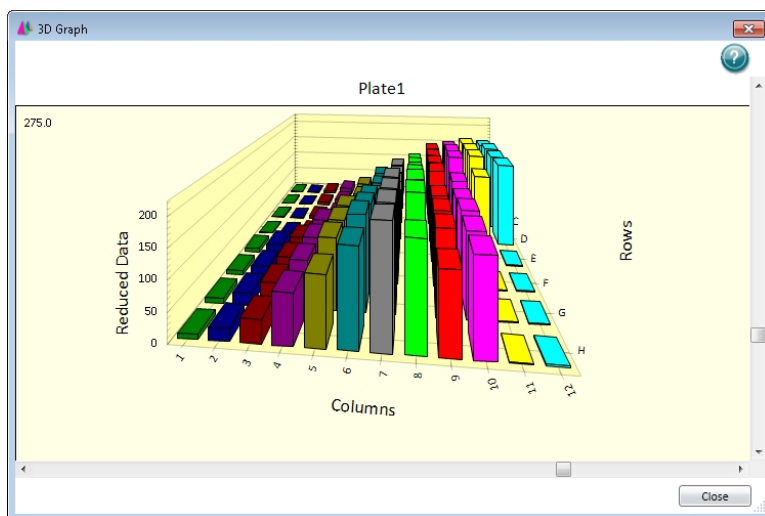 3D Graph
?
Plate1
275.0
200
150
100
50
0
Reduced Data
1 2 3 4 5 6 7 8 9 10 11 12
Columns
C
D
E
F
G
H
Rows
Close